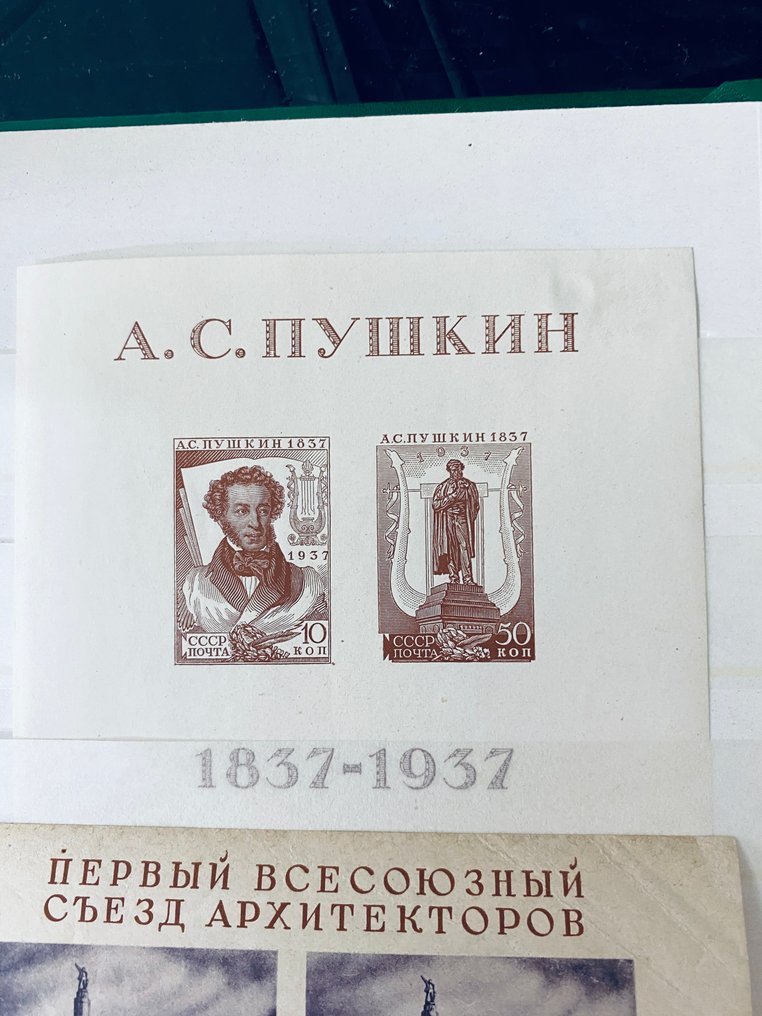 А. С. ПУШКИН
А.С. ПУШКИН 1837
1937
СССР
ПОЧТА
10
КОП
А.С. ПУШКИН 1837
1937
СССР
ПОЧТА
50
КОП
1837-1937
ПЕРВЫЙ ВСЕСОЮЗНЫЙ
СЪЕЗД АРХИТЕКТОРОВ